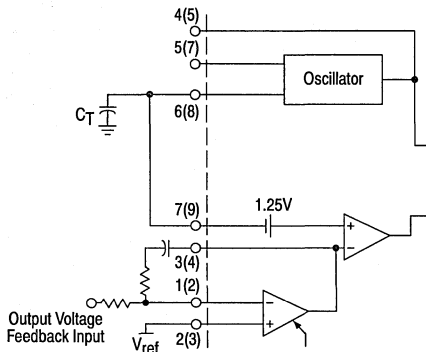 4(5)
5(7)
Oscillator
CT
6(8)
7(9)
1.25V
+
−
3(4)
1(2)
−
Output Voltage
Feedback Input
+
Vref
2(3)